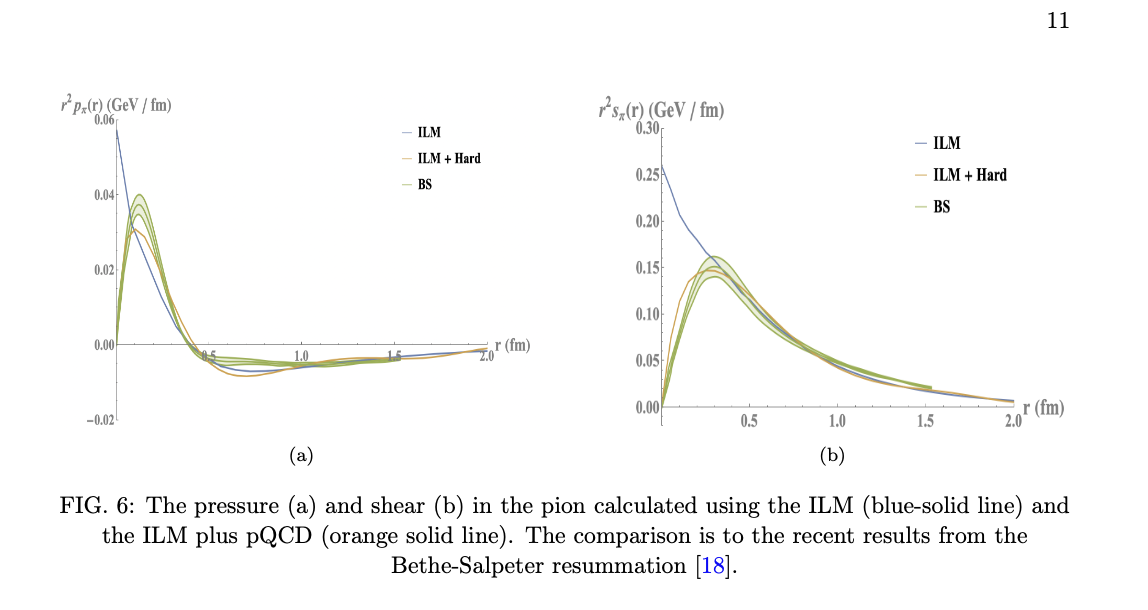 11
r²pπ(r) (GeV / fm)
0.06
0.04
0.02
0.00
−0.02
0.5
1.0
1.5
2.0
r (fm)
ILM
ILM + Hard
BS
(a)
r²sπ(r) (GeV / fm)
0.30
0.25
0.20
0.15
0.10
0.05
0.00
0.5
1.0
1.5
2.0
r (fm)
ILM
ILM + Hard
BS
(b)
FIG. 6: The pressure (a) and shear (b) in the pion calculated using the ILM (blue-solid line) and
the ILM plus pQCD (orange solid line). The comparison is to the recent results from the
Bethe-Salpeter resummation [18].